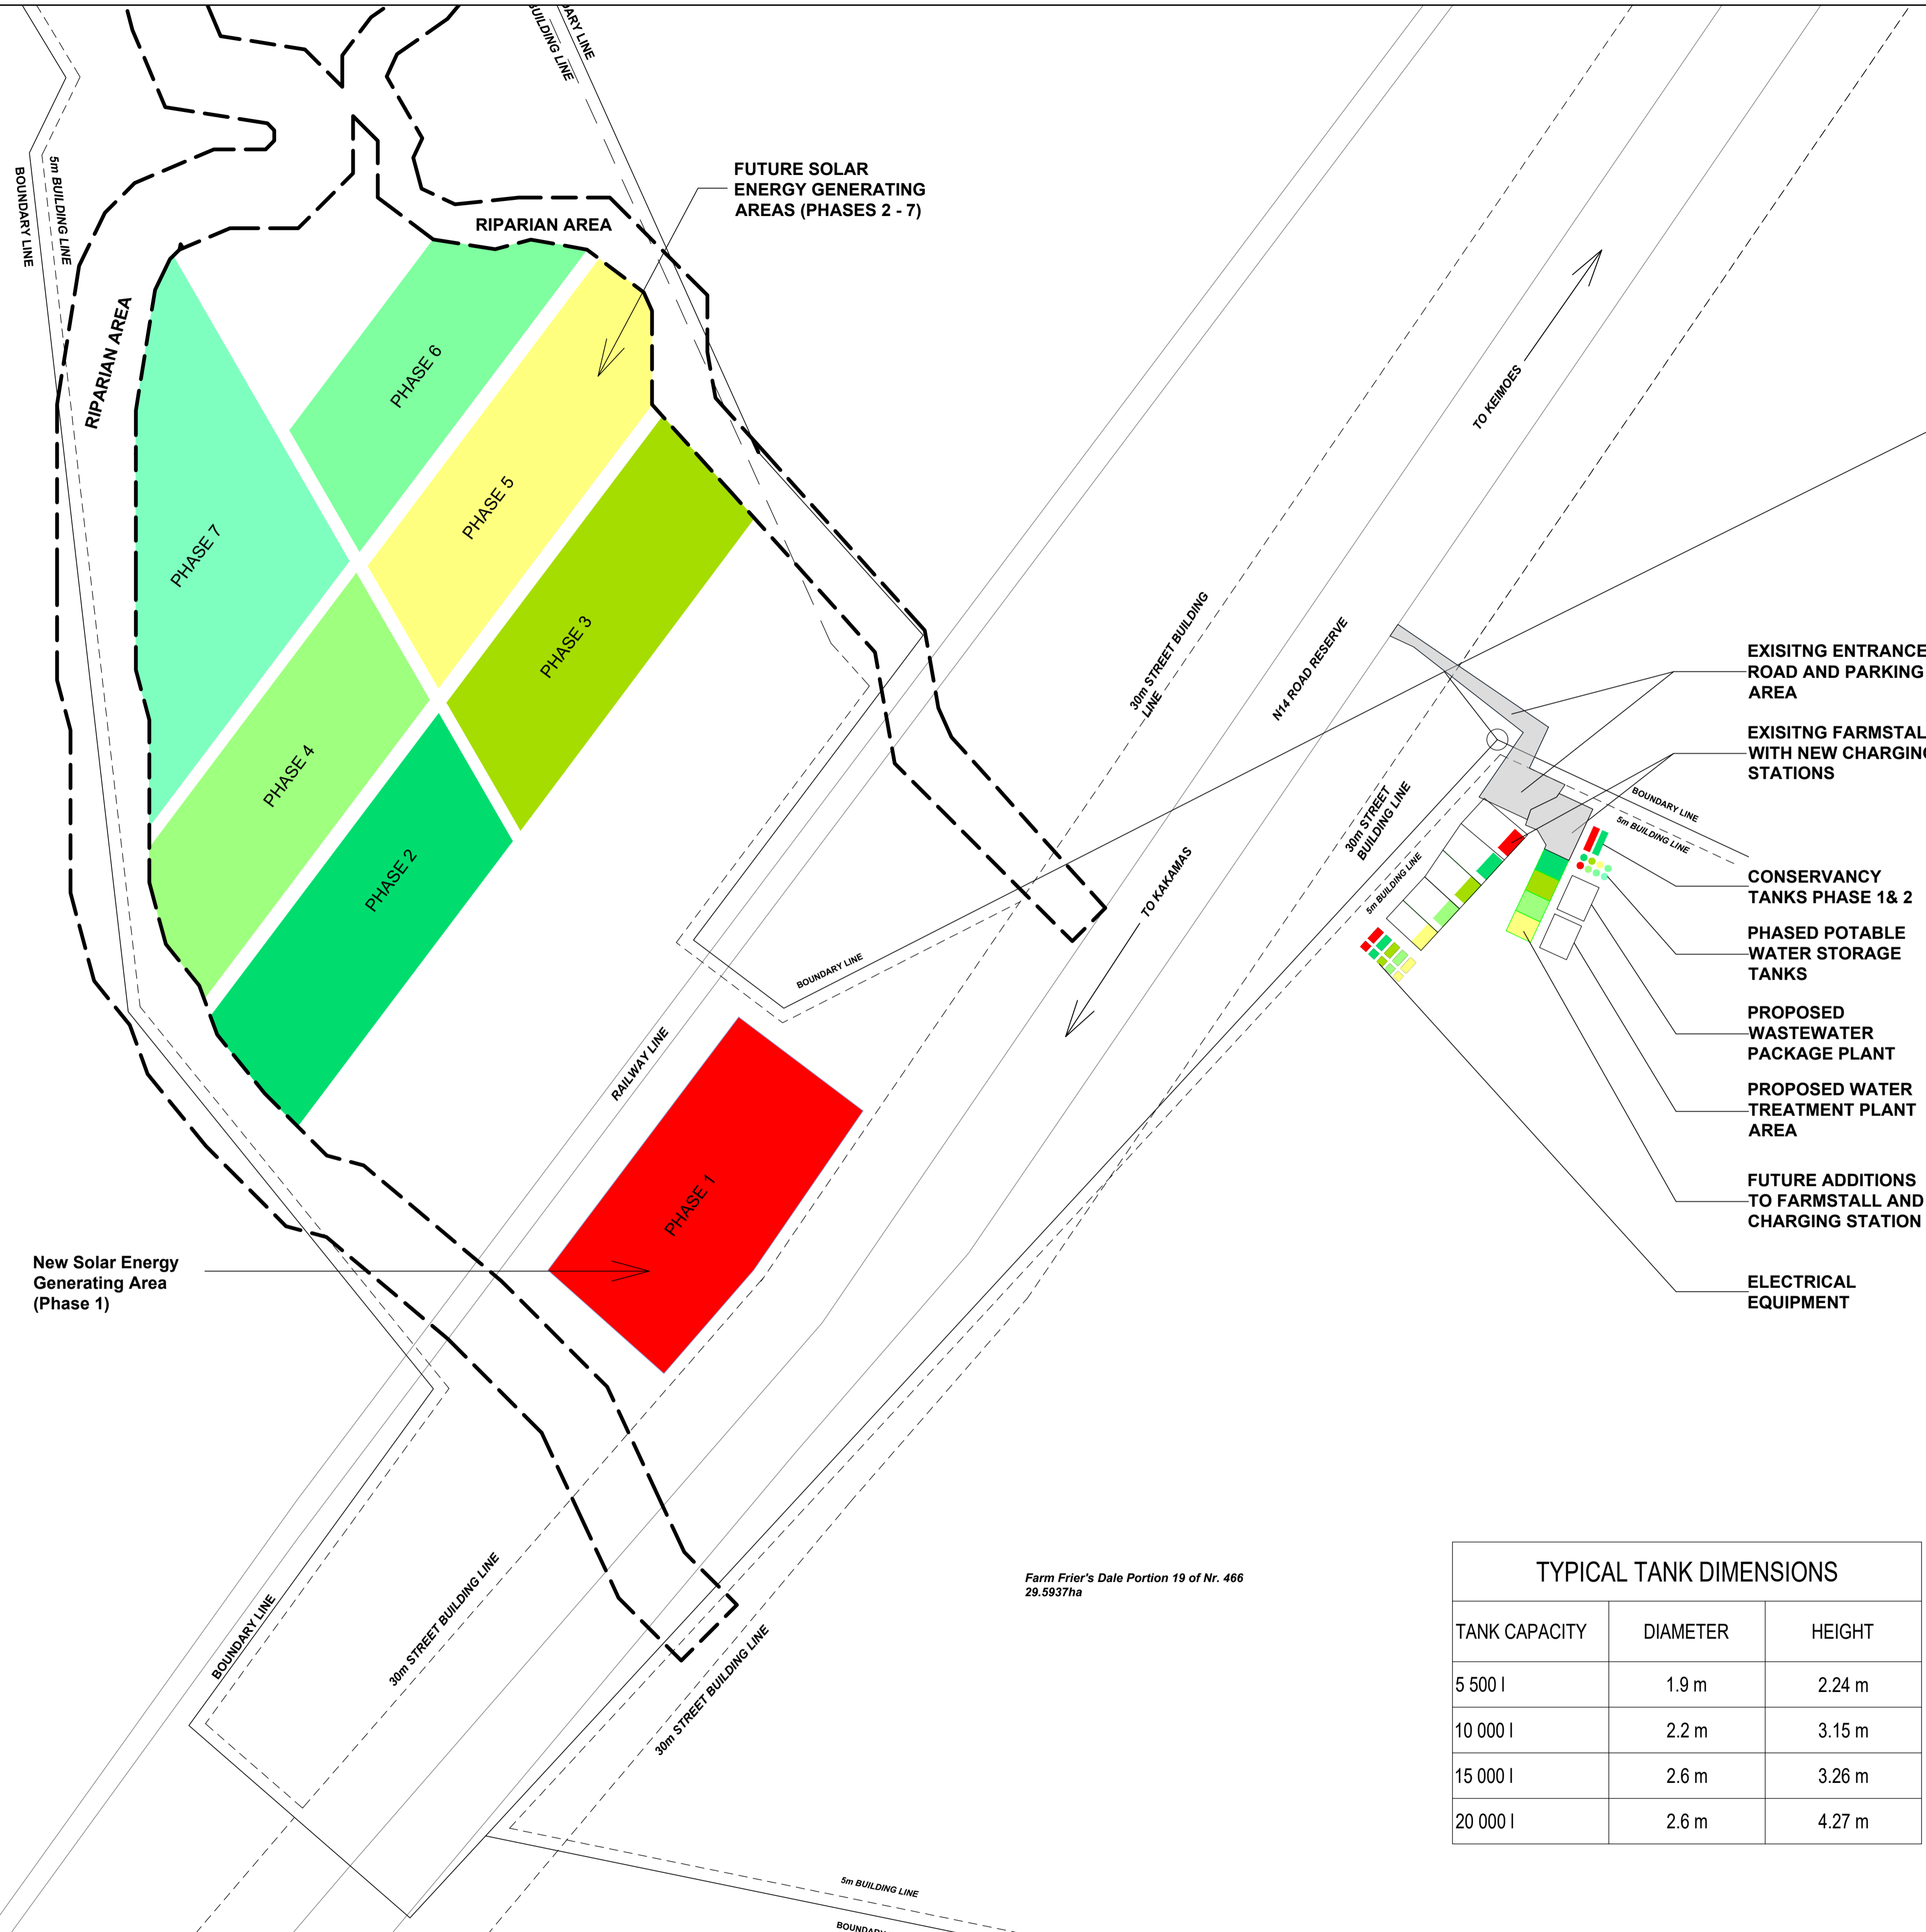 BUILDING LINE
BOUNDARY LINE
5m BUILDING LINE
FUTURE SOLAR
ENERGY GENERATING
AREAS (PHASES 2 - 7)
RIPARIAN AREA
RIPARIAN AREA
PHASE 6
PHASE 5
PHASE 7
PHASE 3
PHASE 4
PHASE 2
TO KEIMOES
30m STREET BUILDING
LINE
N14 ROAD RESERVE
EXISITNG ENTRANCE
ROAD AND PARKING
AREA
EXISITNG FARMSTAL
WITH NEW CHARGING
STATIONS
BOUNDARY LINE
5m BUILDING LINE
30m STREET
BUILDING LINE
5m BUILDING LINE
TO KAKAMAS
CONSERVANCY
TANKS PHASE 1& 2
PHASED POTABLE
WATER STORAGE
TANKS
PROPOSED
WASTEWATER
PACKAGE PLANT
PROPOSED WATER
TREATMENT PLANT
AREA
FUTURE ADDITIONS
TO FARMSTALL AND
CHARGING STATION
ELECTRICAL
EQUIPMENT
BOUNDARY LINE
RAILWAY LINE
PHASE 1
New Solar Energy
Generating Area
(Phase 1)
BOUNDARY LINE
30m STREET BUILDING LINE
30m STREET BUILDING LINE
Farm Frier's Dale Portion 19 of Nr. 466
29.5937ha
TYPICAL TANK DIMENSIONS
TANK CAPACITY DIAMETER HEIGHT
5 500 l 1.9 m 2.24 m
10 000 l 2.2 m 3.15 m
15 000 l 2.6 m 3.26 m
20 000 l 2.6 m 4.27 m
5m BUILDING LINE